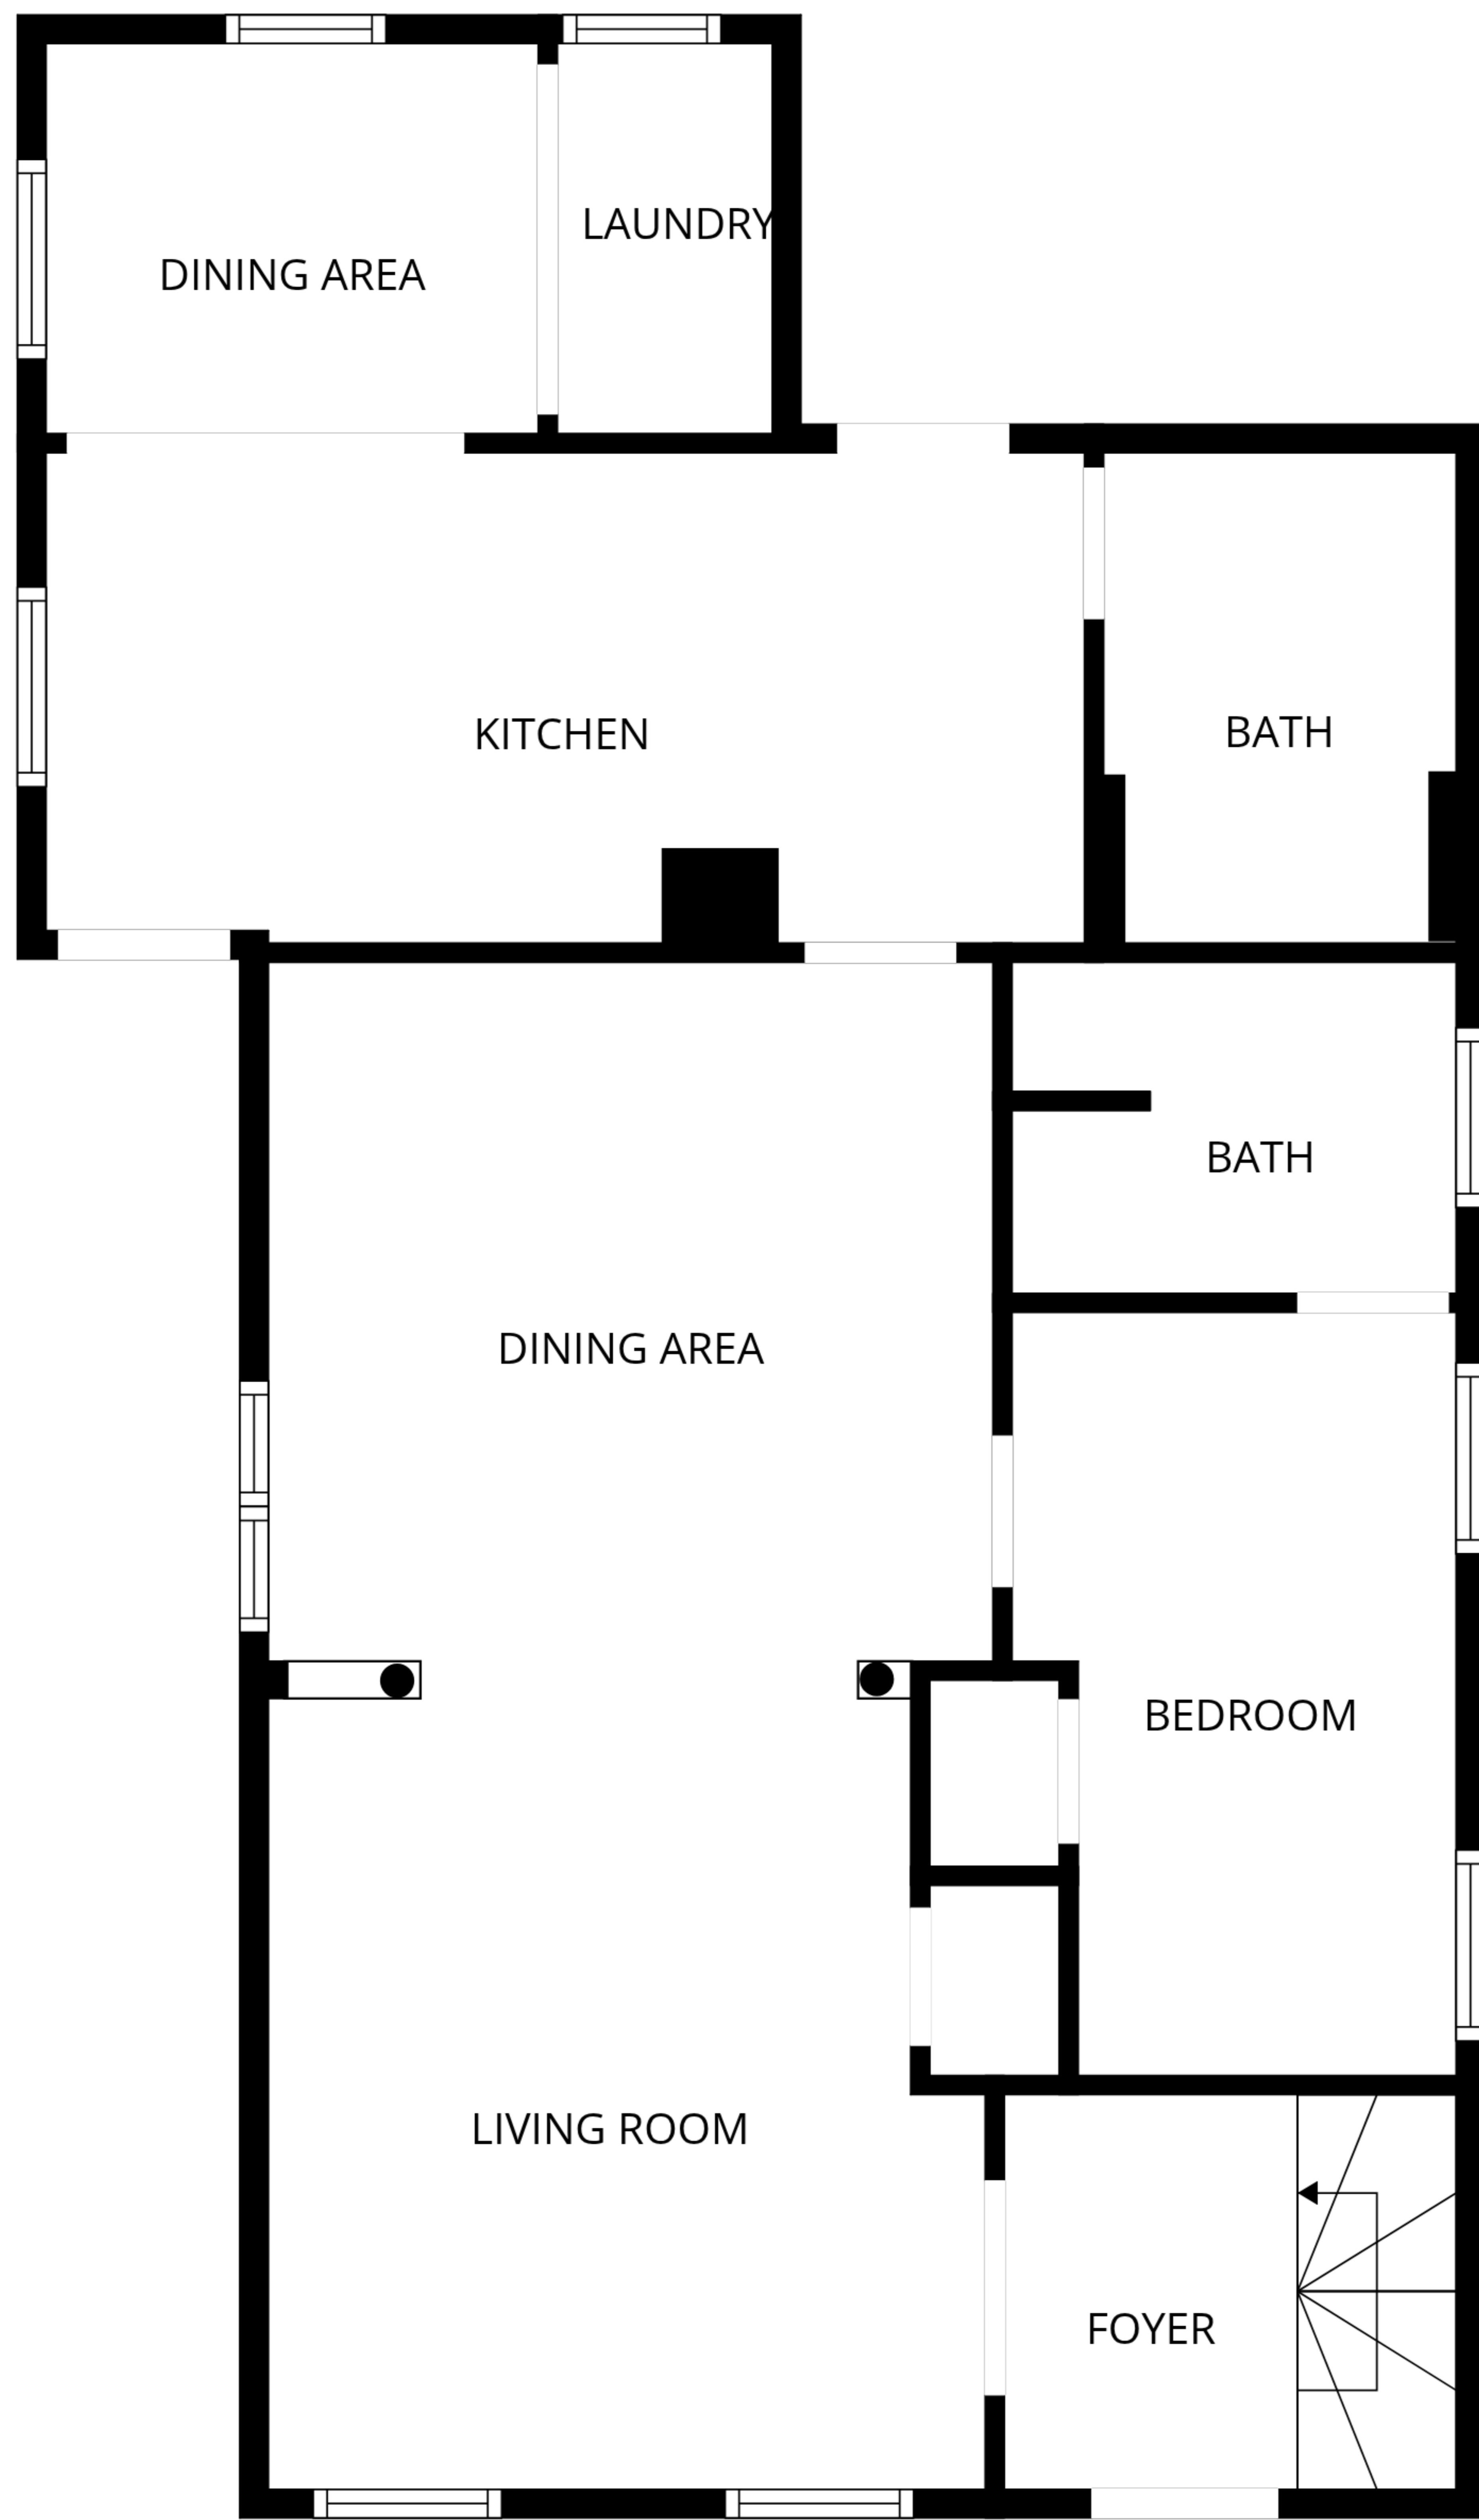 LAUNDRY
DINING AREA
KITCHEN
BATH
BATH
DINING AREA
BEDROOM
LIVING ROOM
FOYER